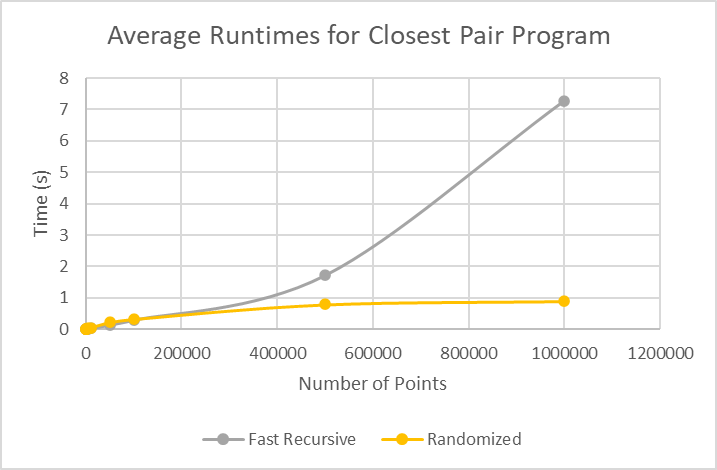 Average Runtimes for Closest Pair Program
8
7
6
5
4
3
2
1
0
Time (s)
0 200000 400000 600000 800000 1000000 1200000
Number of Points
Fast Recursive Randomized